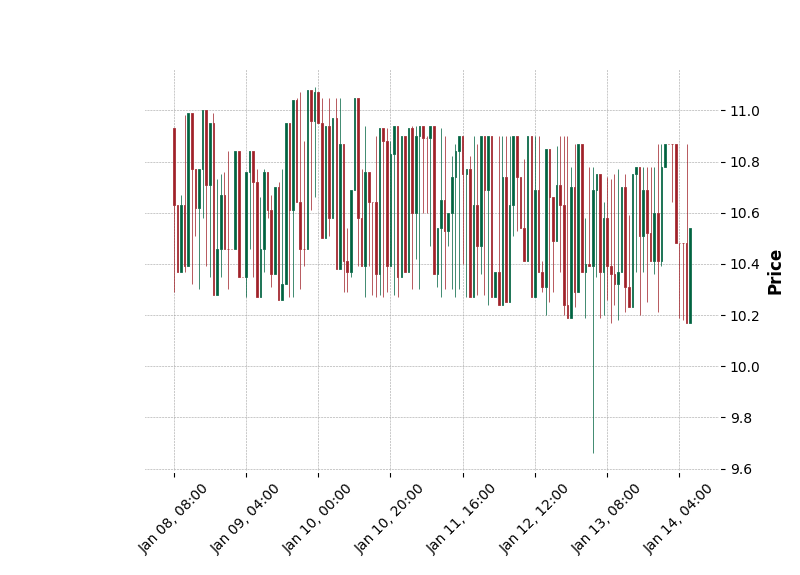 11.0
10.8
10.6
10.4
10.2
10.0
9.8
9.6
Price
Jan 08, 08:00
Jan 09, 04:00
Jan 10, 00:00
Jan 10, 20:00
Jan 11, 16:00
Jan 12, 12:00
Jan 13, 08:00
Jan 14, 04:00